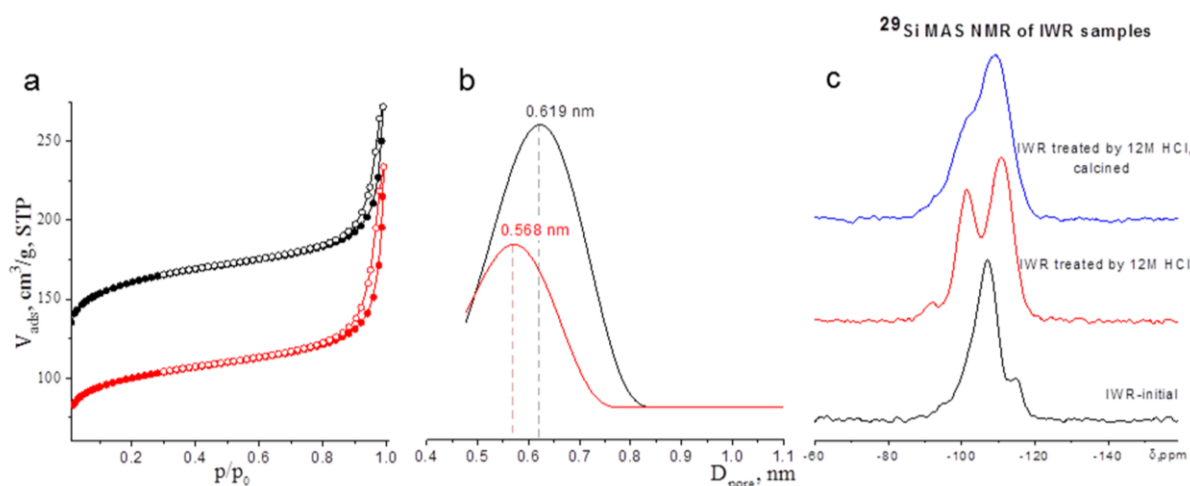 ²⁹Si MAS NMR of IWR samples
a
b
c
V_ads, cm³/g, STP
250
200
150
100
0.2 0.4 0.6 0.8 1.0
p/p₀
0.619 nm
0.568 nm
0.4 0.5 0.6 0.7 0.8 0.9 1.0 1.1
D_pore, nm
IWR treated by 12M HCl,
calcined
IWR treated by 12M HCl
IWR-initial
-60 -80 -100 -120 -140
δ, ppm